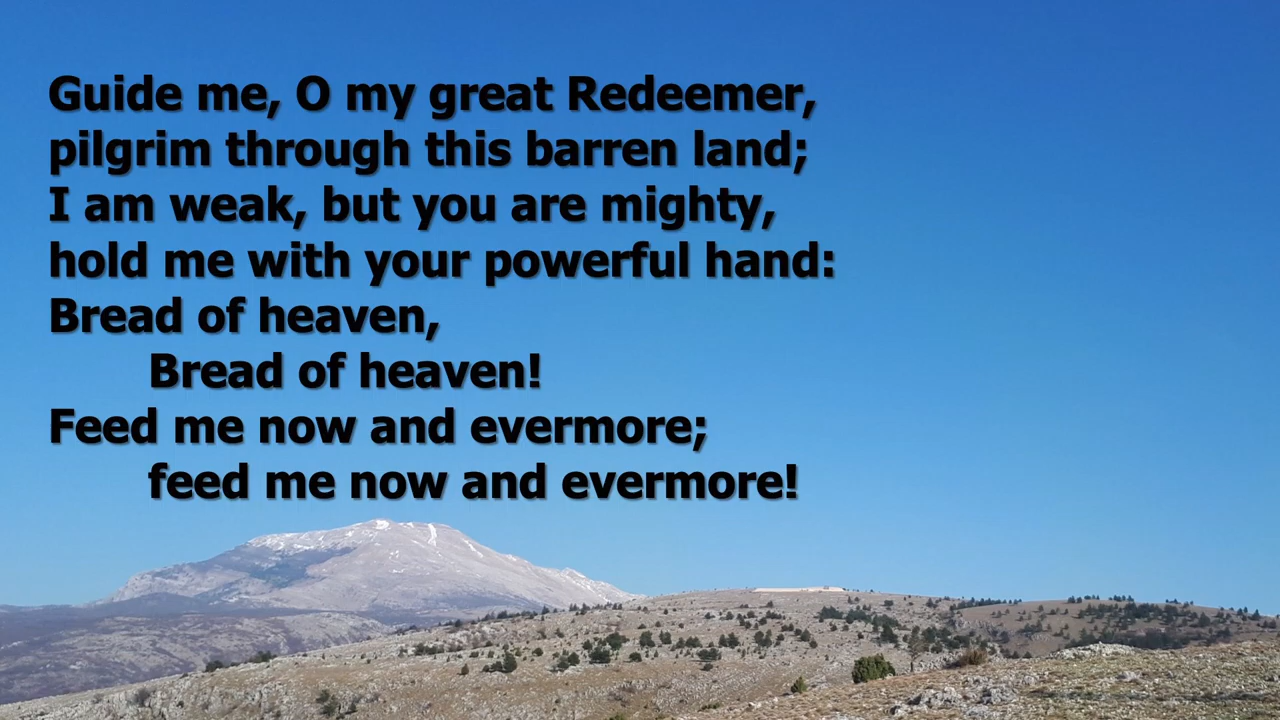 Guide me, O my great Redeemer,
pilgrim through this barren land;
I am weak, but you are mighty,
hold me with your powerful hand:
Bread of heaven,
Bread of heaven!
Feed me now and evermore;
feed me now and evermore!